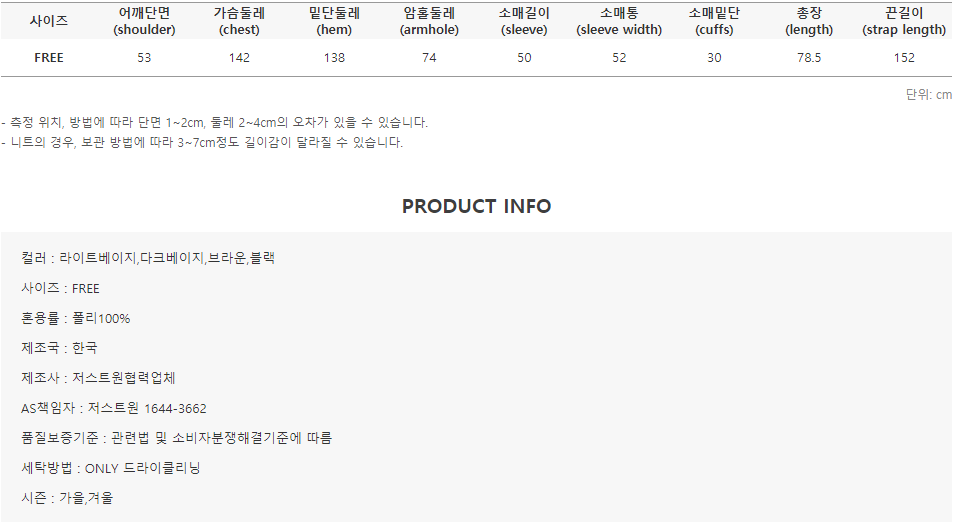 사이즈 어깨단면 (shoulder) 가슴둘레 (chest) 밑단둘레 (hem) 암홀둘레 (armhole) 소매길이 (sleeve) 소매통 (sleeve width) 소매밑단 (cuffs) 총장 (length) 끈길이 (strap length)
FREE 53 142 138 74 50 52 30 78.5 152
단위: cm
- 측정 위치, 방법에 따라 단면 1~2cm, 둘레 2~4cm의 오차가 있을 수 있습니다.
- 니트의 경우, 보관 방법에 따라 3~7cm정도 길이감이 달라질 수 있습니다.
PRODUCT INFO
컬러 : 라이트베이지,다크베이지,브라운,블랙
사이즈 : FREE
혼용률 : 폴리100%
제조국 : 한국
제조사 : 저스트원협력업체
AS책임자 : 저스트원 1644-3662
품질보증기준 : 관련법 및 소비자분쟁해결기준에 따름
세탁방법 : ONLY 드라이클리닝
시즌 : 가을,겨울